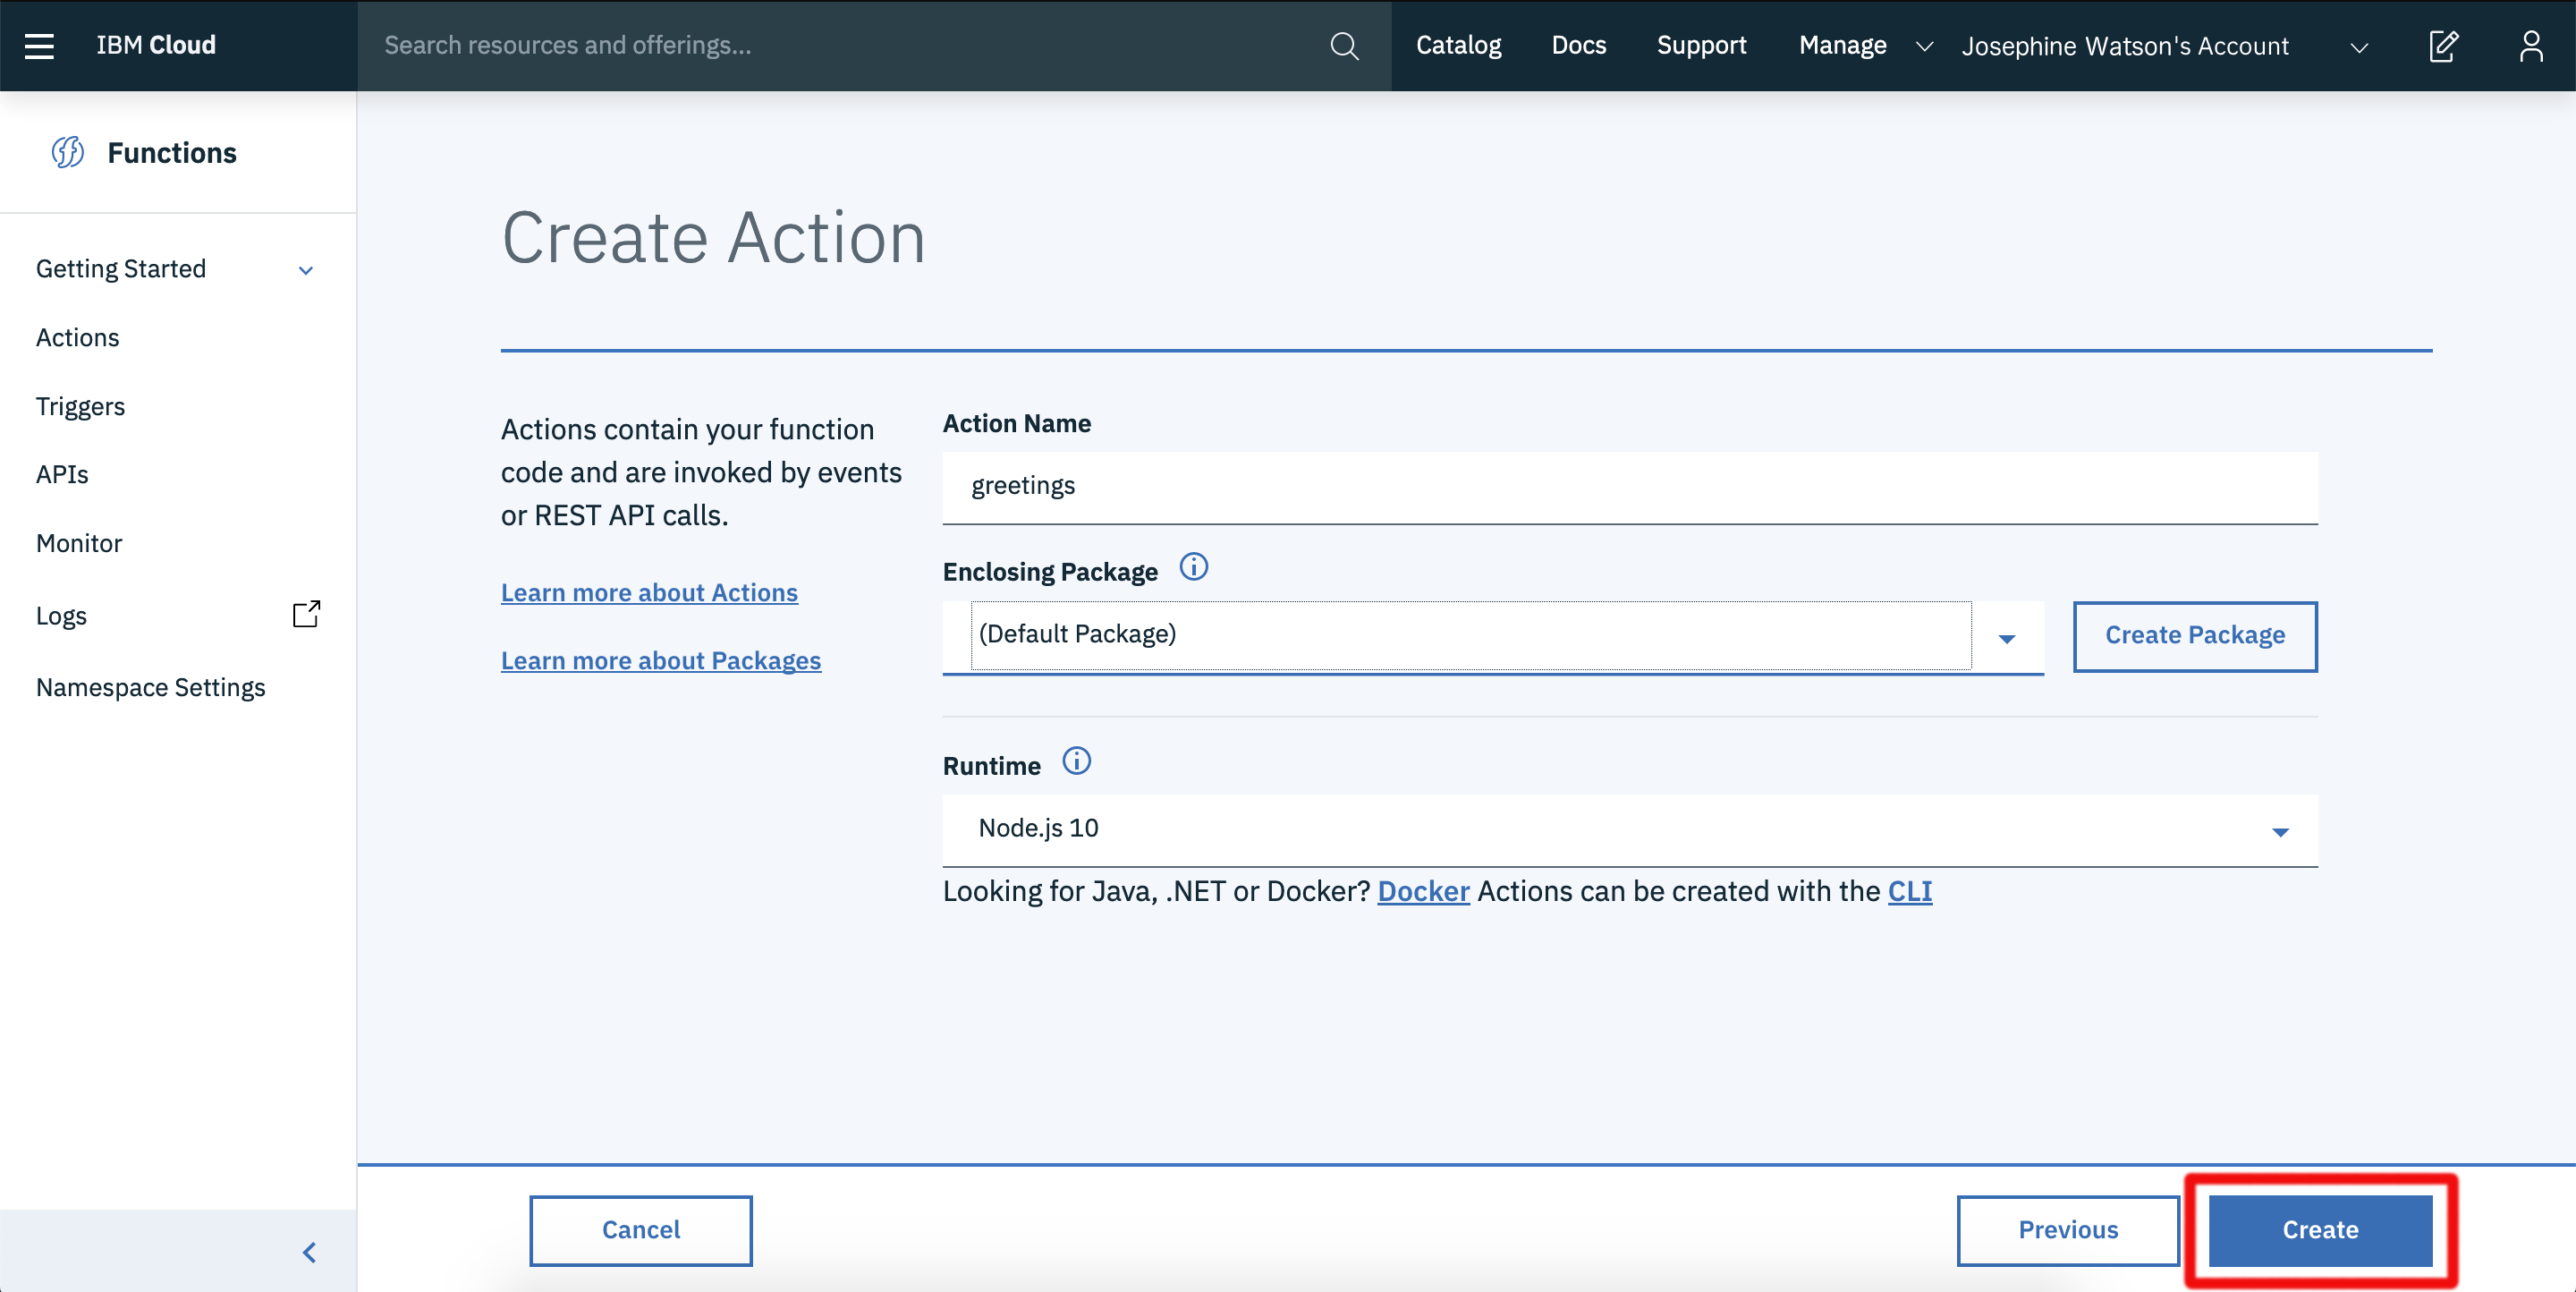 IBM Cloud
Search resources and offerings...
Catalog
Docs
Support
Manage
Josephine Watson's Account
Functions
Getting Started
Actions
Triggers
APIs
Monitor
Logs
Namespace Settings
Create Action
Actions contain your function
code and are invoked by events
or REST API calls.
Learn more about Actions
Learn more about Packages
Action Name
greetings
Enclosing Package
(Default Package)
Create Package
Runtime
Node.js 10
Looking for Java, .NET or Docker? Docker Actions can be created with the CLI
Cancel
Previous
Create